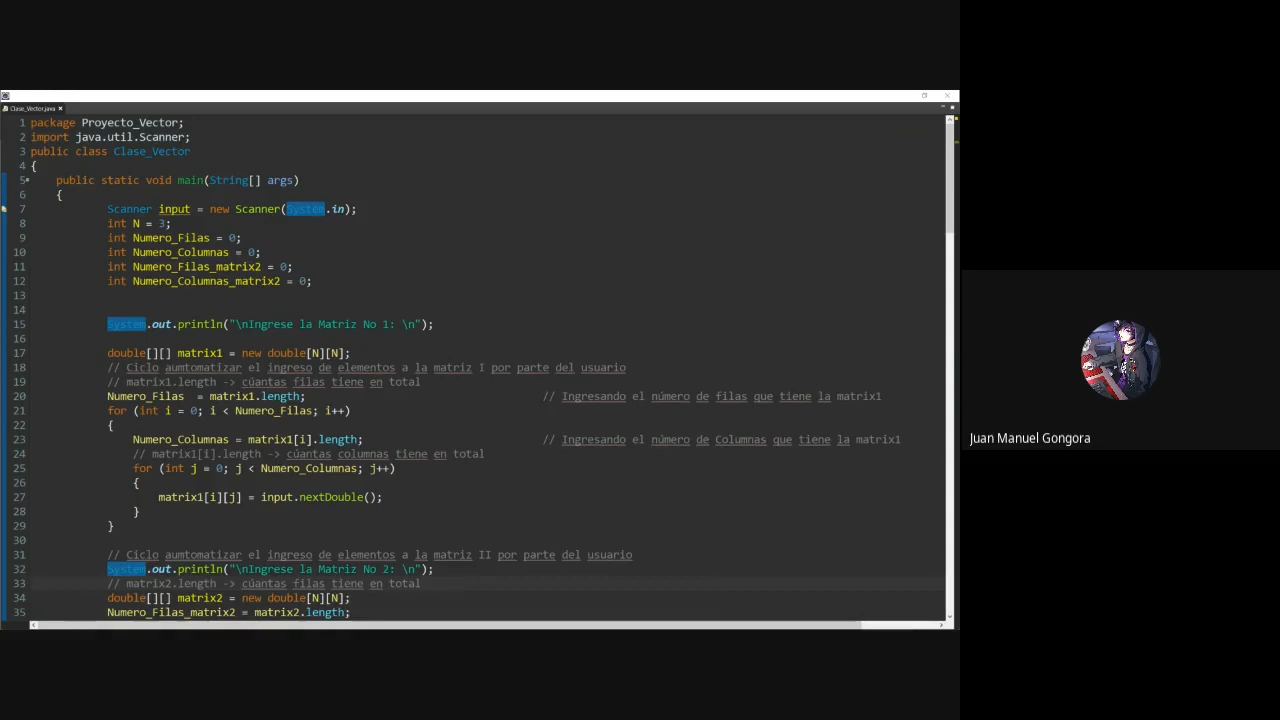 Clase_Vector.java
1 package Proyecto_Vector;
2 import java.util.Scanner;
3 public class Clase_Vector
4 {
5 public static void main(String[] args)
6 {
7 Scanner input = new Scanner(System.in);
8 int N = 3;
9 int Numero_Filas = 0;
10 int Numero_Columnas = 0;
11 int Numero_Filas_matrix2 = 0;
12 int Numero_Columnas_matrix2 = 0;
13
14
15 System.out.println("\nIngrese la Matriz No 1: \n");
16
17 double[][] matrix1 = new double[N][N];
18 // Ciclo aumtomatizar el ingreso de elementos a la matriz I por parte del usuario
19 // matrix1.length -> cúantas filas tiene en total
20 Numero_Filas = matrix1.length; // Ingresando el número de filas que tiene la matrix1
21 for (int i = 0; i < Numero_Filas; i++)
22 {
23 Numero_Columnas = matrix1[i].length; // Ingresando el número de Columnas que tiene la matrix1
24 // matrix1[i].length -> cúantas columnas tiene en total
25 for (int j = 0; j < Numero_Columnas; j++)
26 {
27 matrix1[i][j] = input.nextDouble();
28 }
29 }
30
31 // Ciclo aumtomatizar el ingreso de elementos a la matriz II por parte del usuario
32 System.out.println("\nIngrese la Matriz No 2: \n");
33 // matrix2.length -> cúantas filas tiene en total
34 double[][] matrix2 = new double[N][N];
35 Numero_Filas_matrix2 = matrix2.length;
Juan Manuel Gongora